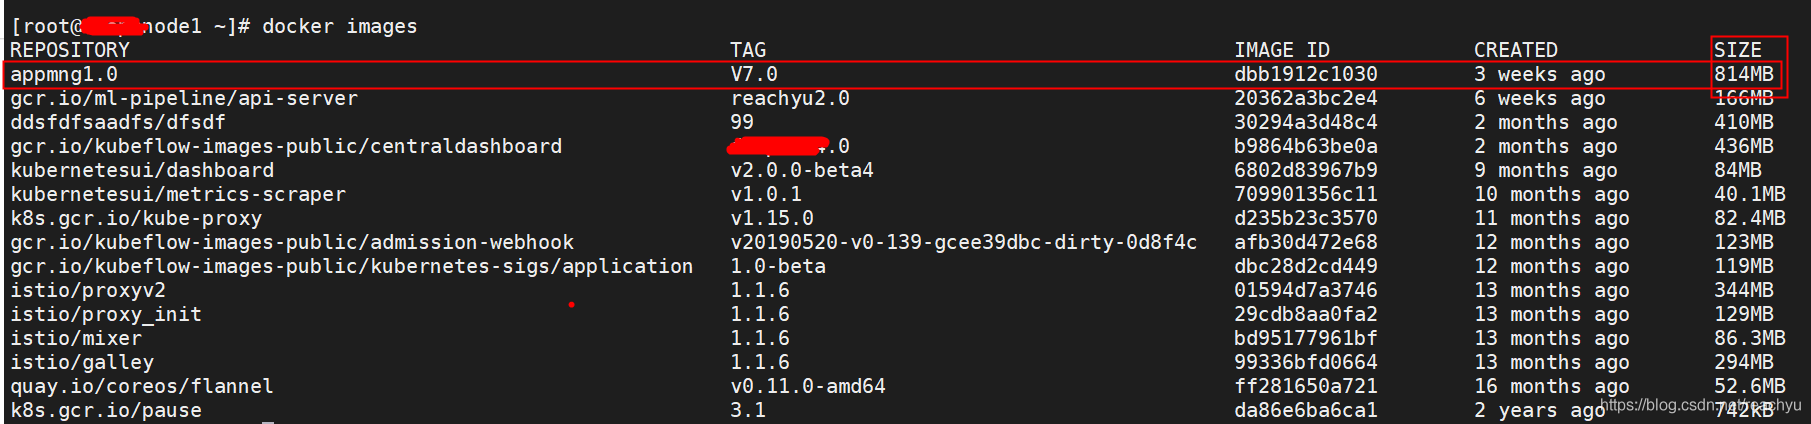 [root@ node1 ~]# docker images
REPOSITORY TAG IMAGE ID CREATED SIZE
appmng1.0 V7.0 dbb1912c1030 3 weeks ago 814MB
gcr.io/ml-pipeline/api-server reachyu2.0 20362a3bc2e4 6 weeks ago 166MB
ddsfdfsaadfs/dfsdf 99 30294a3d48c4 2 months ago 410MB
gcr.io/kubeflow-images-public/centraldashboard 4.0 b9864b63be0a 2 months ago 436MB
kubernetesui/dashboard v2.0.0-beta4 6802d83967b9 9 months ago 84MB
kubernetesui/metrics-scraper v1.0.1 709901356c11 10 months ago 40.1MB
k8s.gcr.io/kube-proxy v1.15.0 d235b23c3570 11 months ago 82.4MB
gcr.io/kubeflow-images-public/admission-webhook v20190520-v0-139-gcee39dbc-dirty-0d8f4c afb30d472e68 12 months ago 123MB
gcr.io/kubeflow-images-public/kubernetes-sigs/application 1.0-beta dbc28d2cd449 12 months ago 119MB
istio/proxyv2 1.1.6 01594d7a3746 13 months ago 344MB
istio/proxy_init 1.1.6 29cdb8aa0fa2 13 months ago 129MB
istio/mixer 1.1.6 bd95177961bf 13 months ago 86.3MB
istio/galley 1.1.6 99336bfd0664 13 months ago 294MB
quay.io/coreos/flannel v0.11.0-amd64 ff281650a721 16 months ago 52.6MB
k8s.gcr.io/pause 3.1 da86e6ba6ca1 2 years ago 742kB
https://blog.csdn.net/reachyu